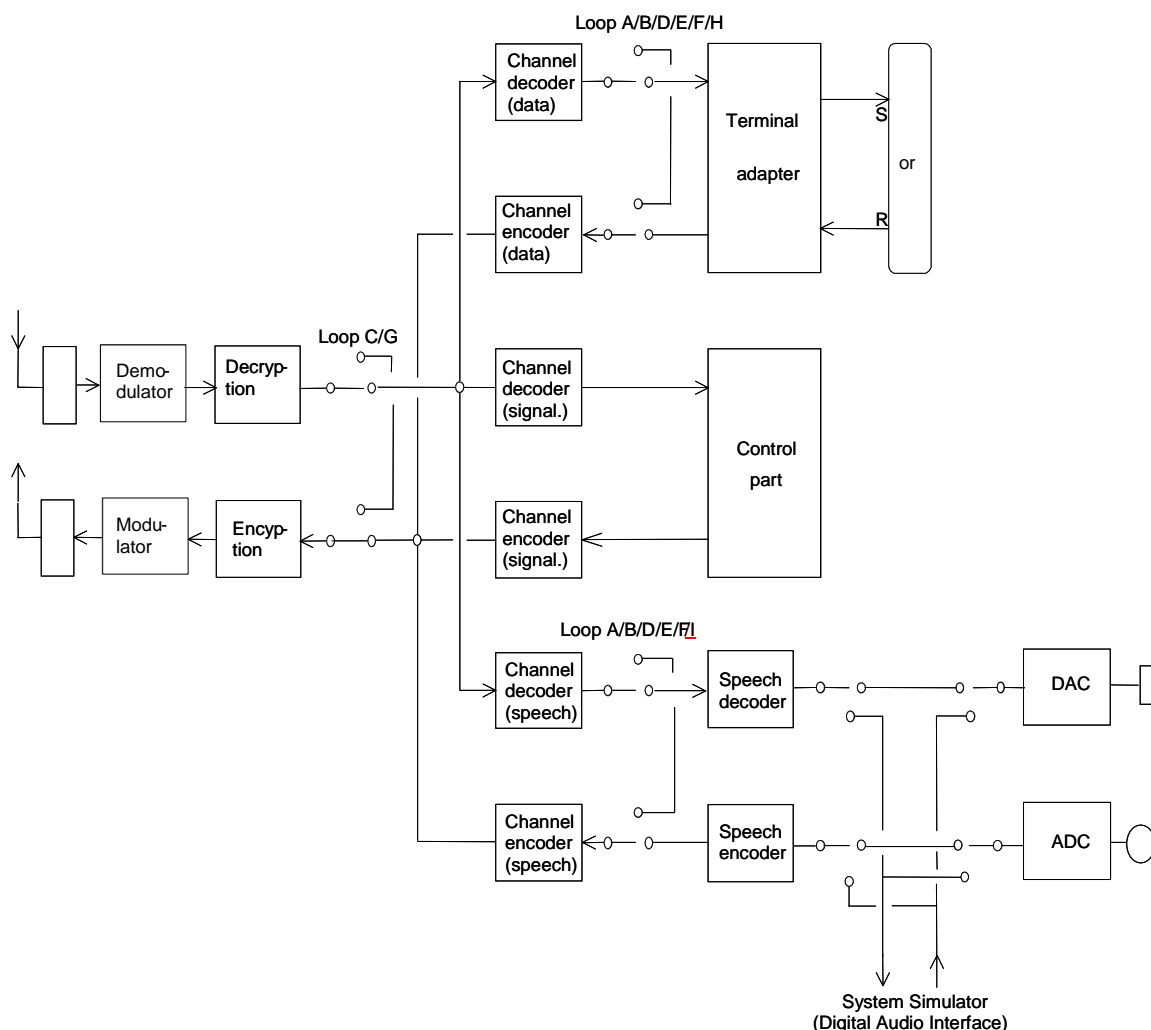 Loop A/B/D/E/F/H
Channel
decoder
(data)
Terminal
adapter
S
or
R
Channel
encoder
(data)
Loop C/G
Demo-
dulator
Decryp-
tion
Channel
decoder
(signal.)
Control
part
Modu-
lator
Encyp-
tion
Channel
encoder
(signal.)
Loop A/B/D/E/F/I
Channel
decoder
(speech)
Speech
decoder
DAC
Channel
encoder
(speech)
Speech
encoder
ADC
System Simulator
(Digital Audio Interface)